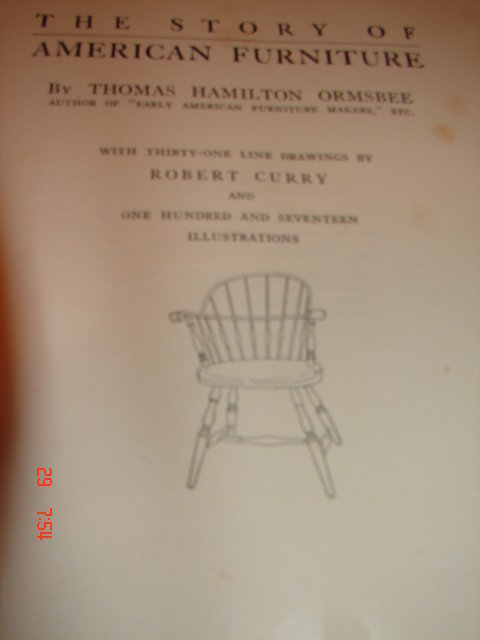 THE STORY OF
AMERICAN FURNITURE
By THOMAS HAMILTON ORMSBEE
AUTHOR OF "EARLY AMERICAN FURNITURE MAKERS," ETC.
WITH THIRTY-ONE LINE DRAWINGS BY
ROBERT CURRY
AND
ONE HUNDRED AND SEVENTEEN
ILLUSTRATIONS
29 7:54